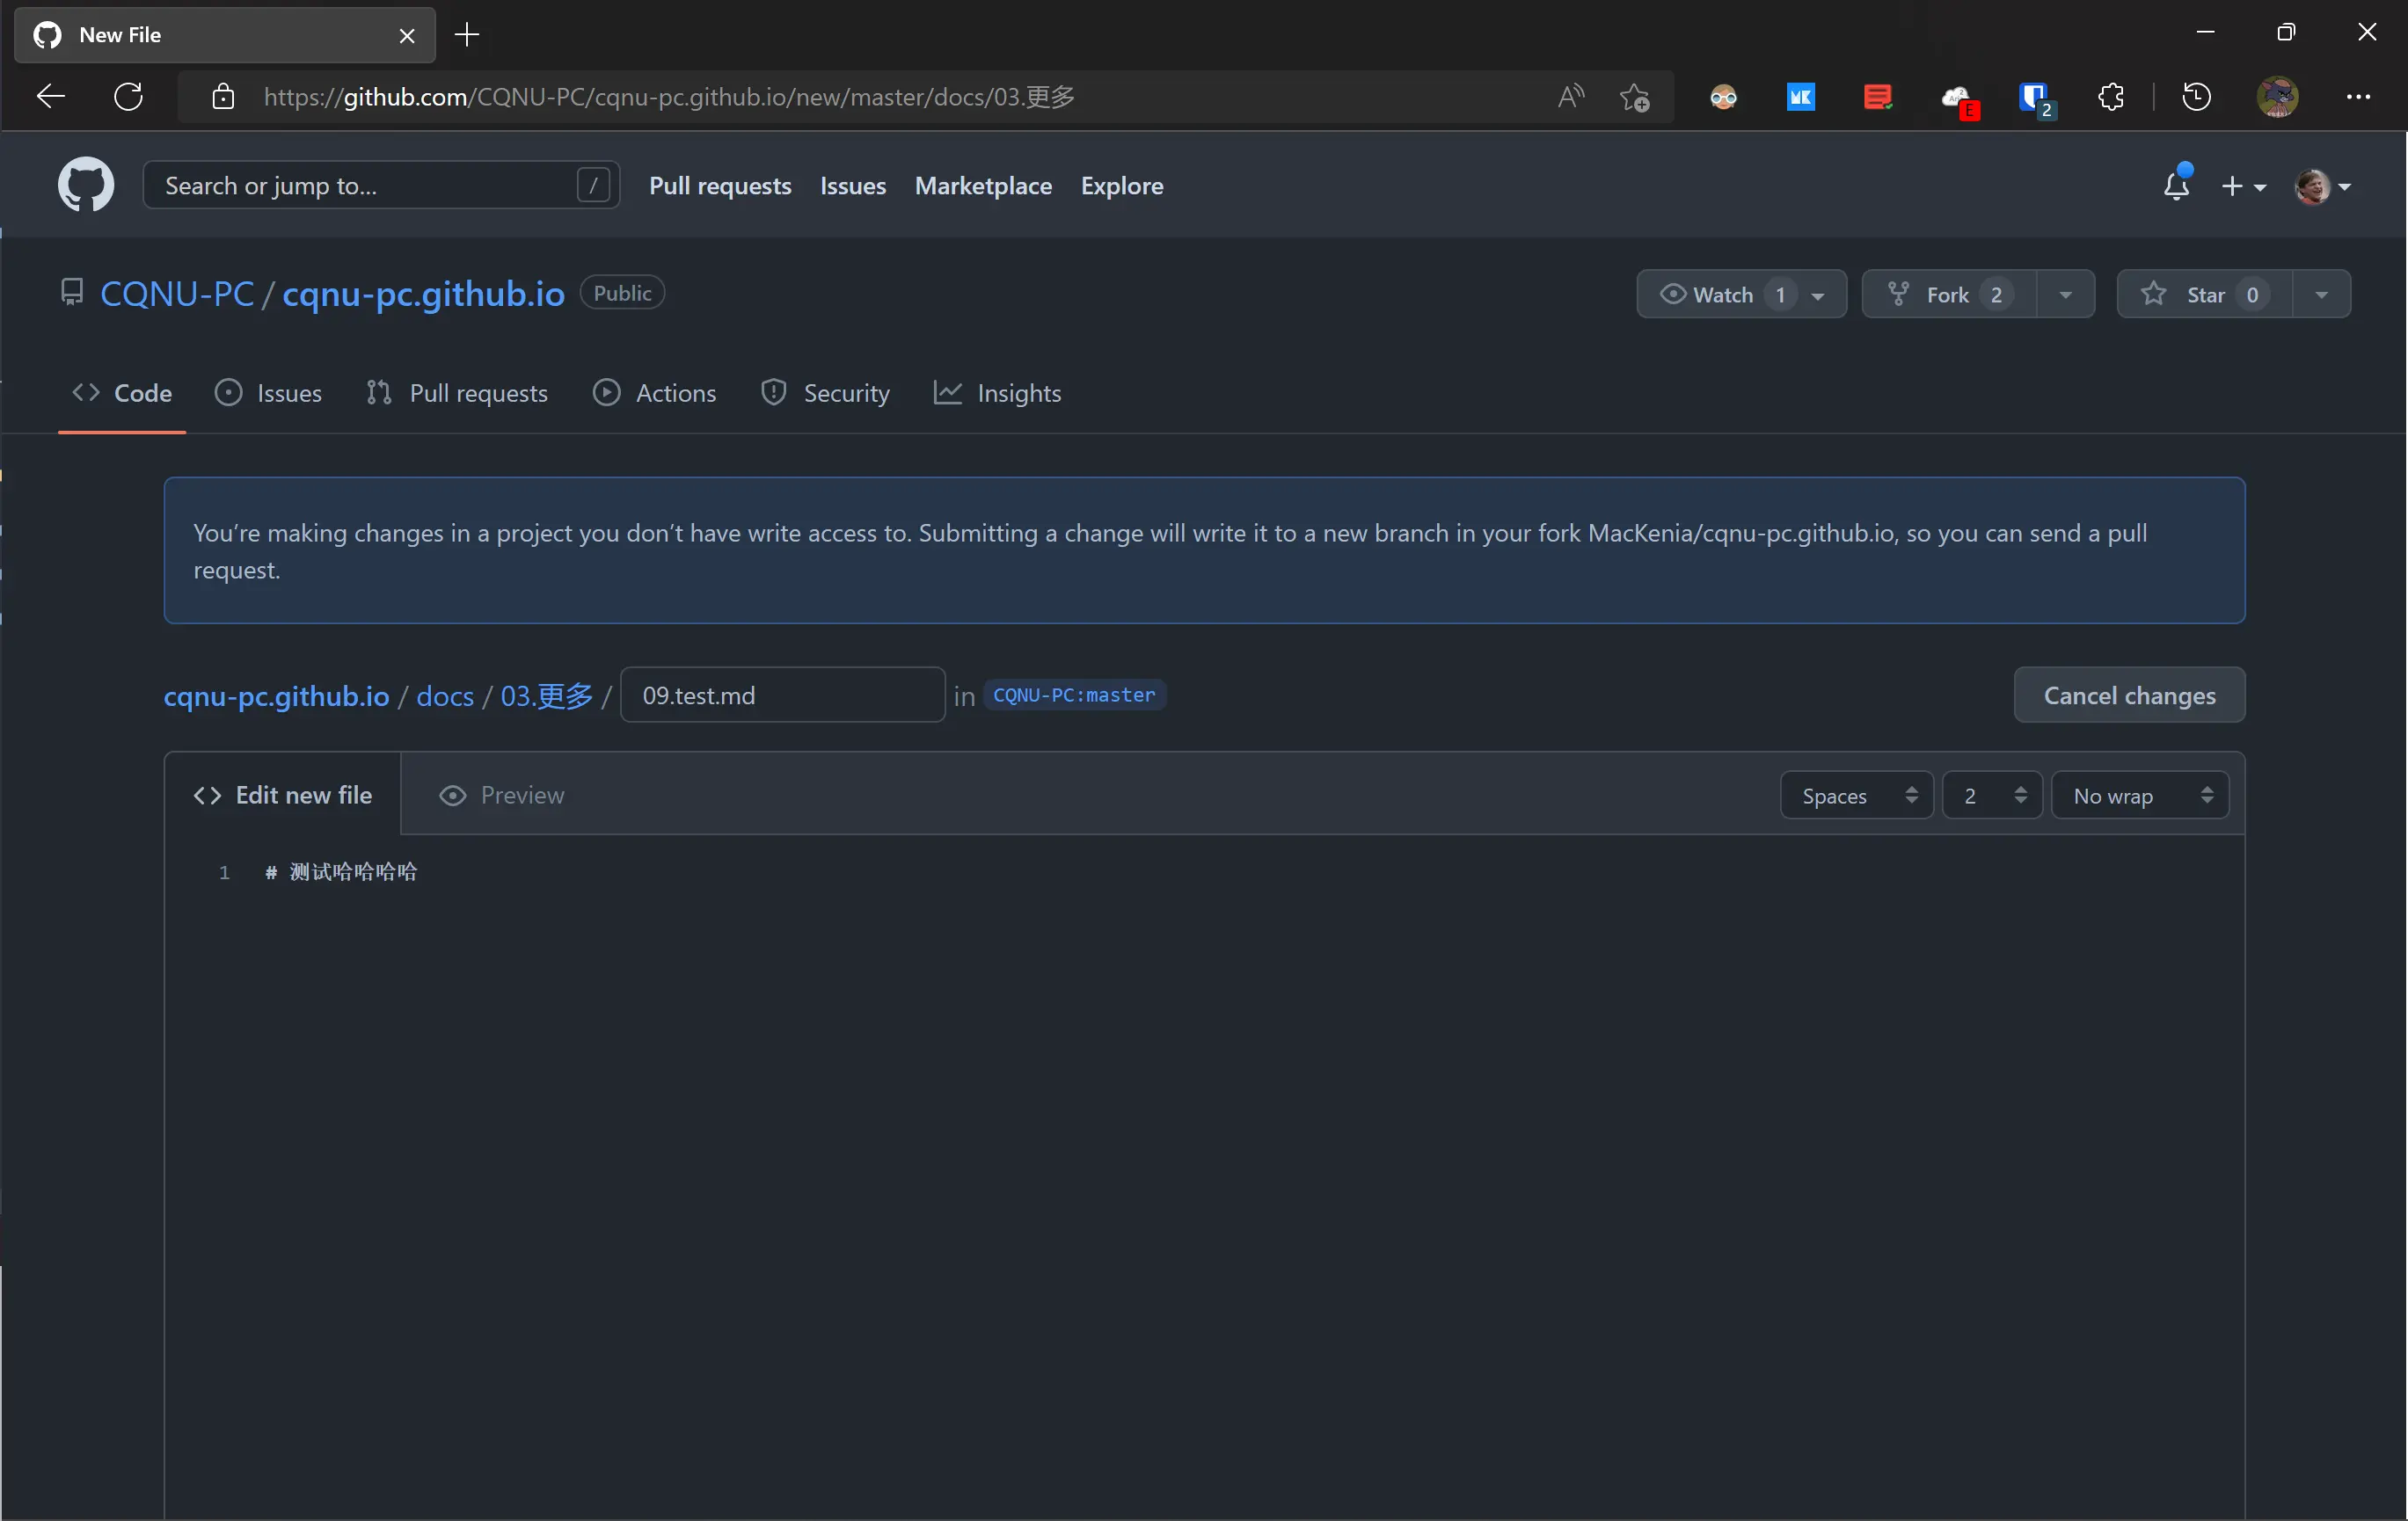 New File
https://github.com/CQNU-PC/cqnu-pc.github.io/new/master/docs/03.更多
E
2
Search or jump to...
/
Pull requests
Issues
Marketplace
Explore
CQNU-PC / cqnu-pc.github.io
Public
Watch 1
Fork 2
Star 0
Code
Issues
Pull requests
Actions
Security
Insights
You’re making changes in a project you don’t have write access to. Submitting a change will write it to a new branch in your fork MacKenia/cqnu-pc.github.io, so you can send a pull
request.
cqnu-pc.github.io / docs / 03.更多 / 09.test.md in CQNU-PC:master
Cancel changes
Edit new file
Preview
Spaces
2
No wrap
1 # 测试哈哈哈哈